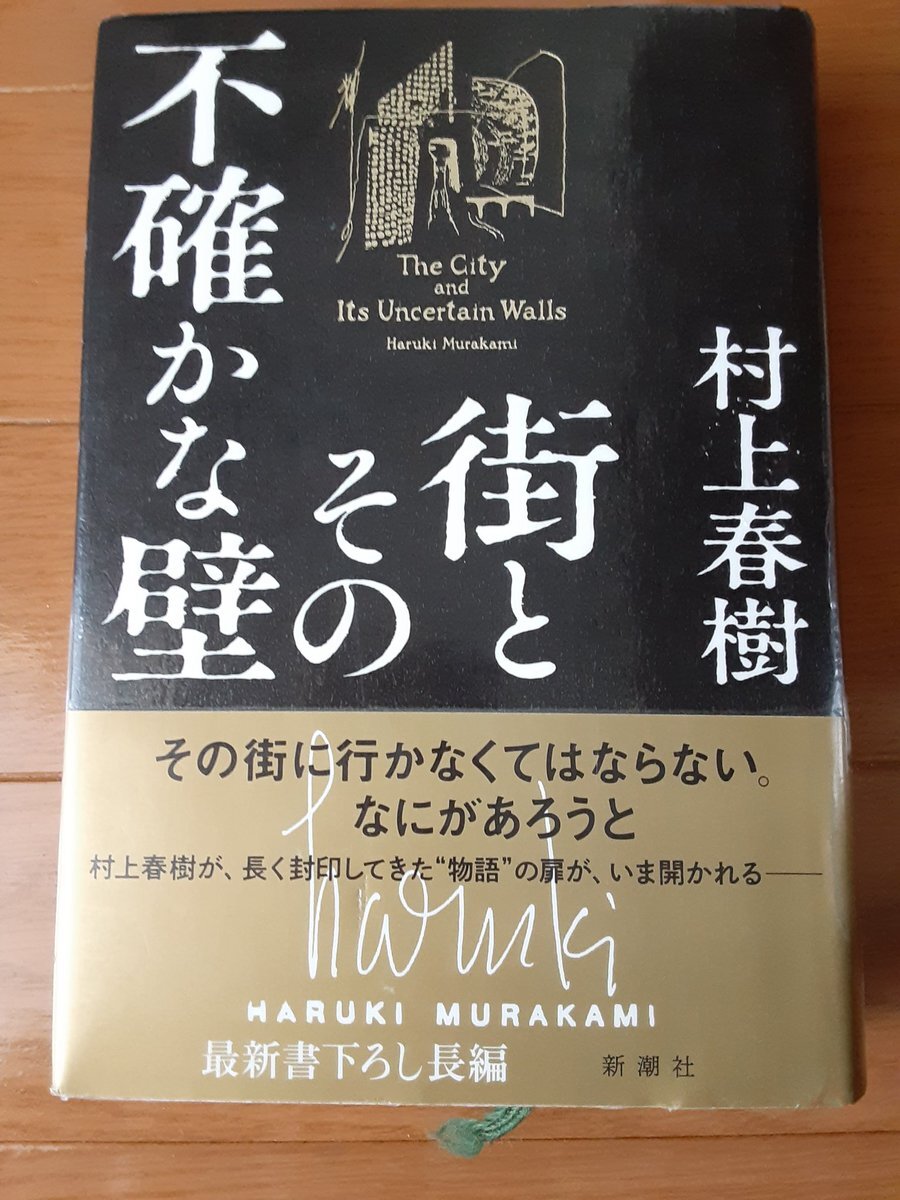 村上春樹
街と
その
不確かな壁
The City
and
Its Uncertain Walls
Haruki Murakami
その街に行かなくてはならない。
なにがあろうと
村上春樹が、長く封印してきた“物語”の扉が、いま開かれる――
haruki
HARUKI MURAKAMI
最新書下ろし長編
新潮社